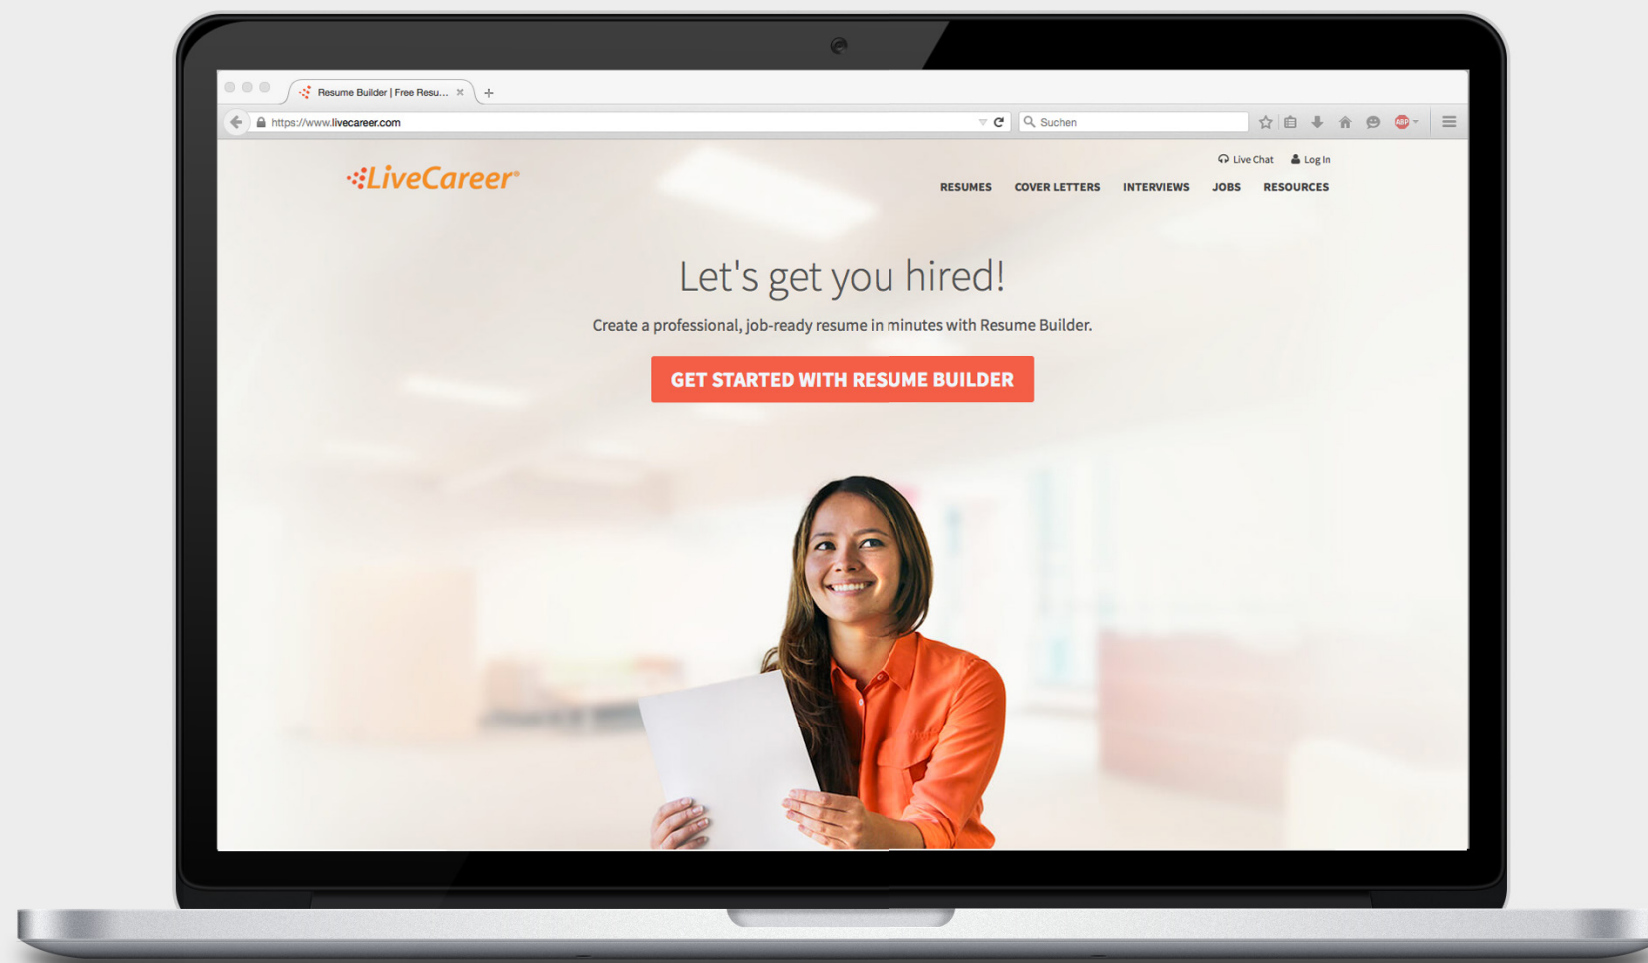 Resume Builder | Free Resu...
https://www.livecareer.com
Suchen
ABP
Live Chat
Log In
LiveCareer®
RESUMES COVER LETTERS INTERVIEWS JOBS RESOURCES
Let's get you hired!
Create a professional, job-ready resume in minutes with Resume Builder.
GET STARTED WITH RESUME BUILDER